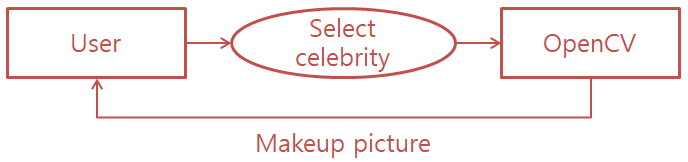 User
Select
celebrity
OpenCV
Makeup picture